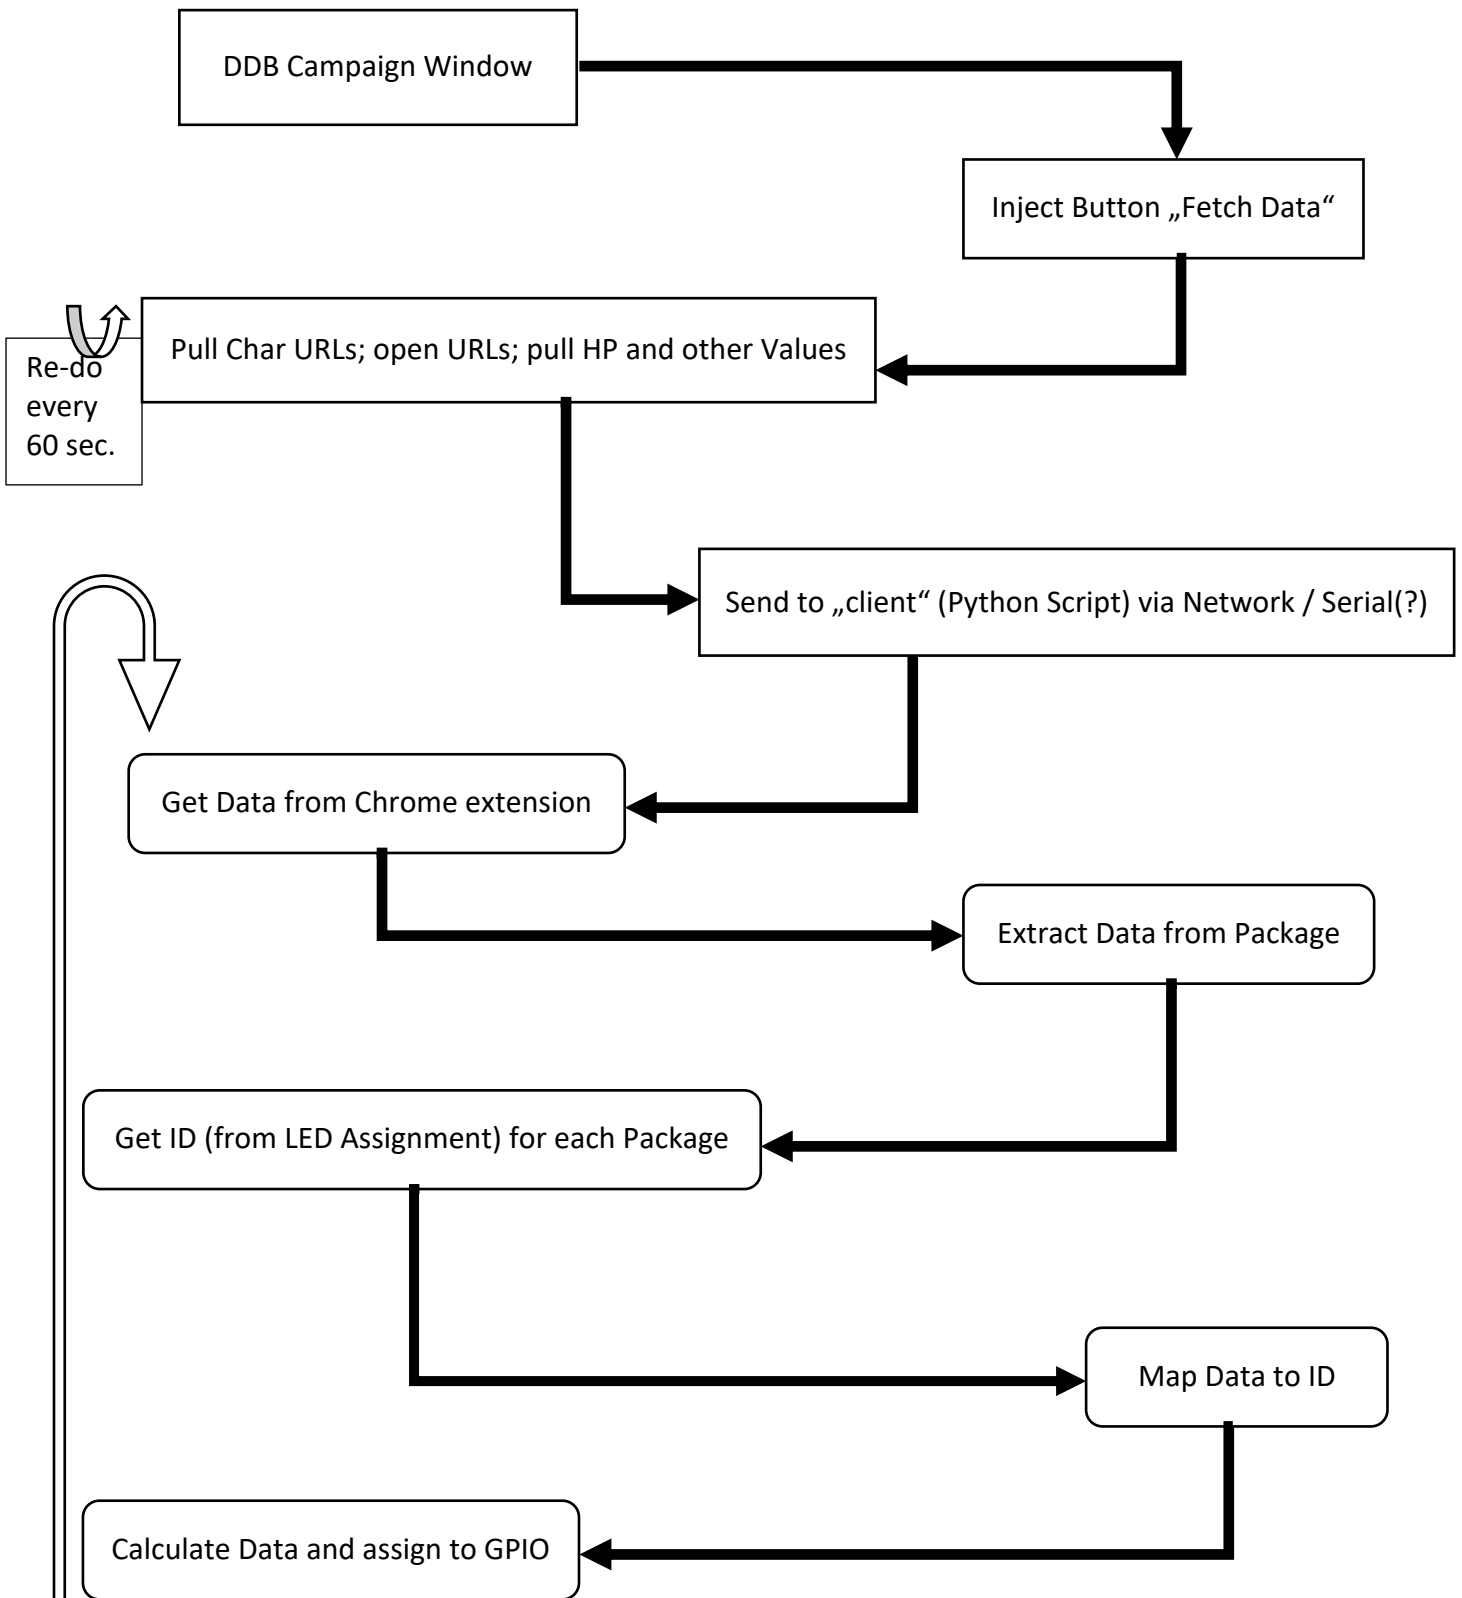 DDB Campaign Window
Inject Button „Fetch Data“
Pull Char URLs; open URLs; pull HP and other Values
Re-do
every
60 sec.
Send to „client“ (Python Script) via Network / Serial(?)
Get Data from Chrome extension
Extract Data from Package
Get ID (from LED Assignment) for each Package
Map Data to ID
Calculate Data and assign to GPIO